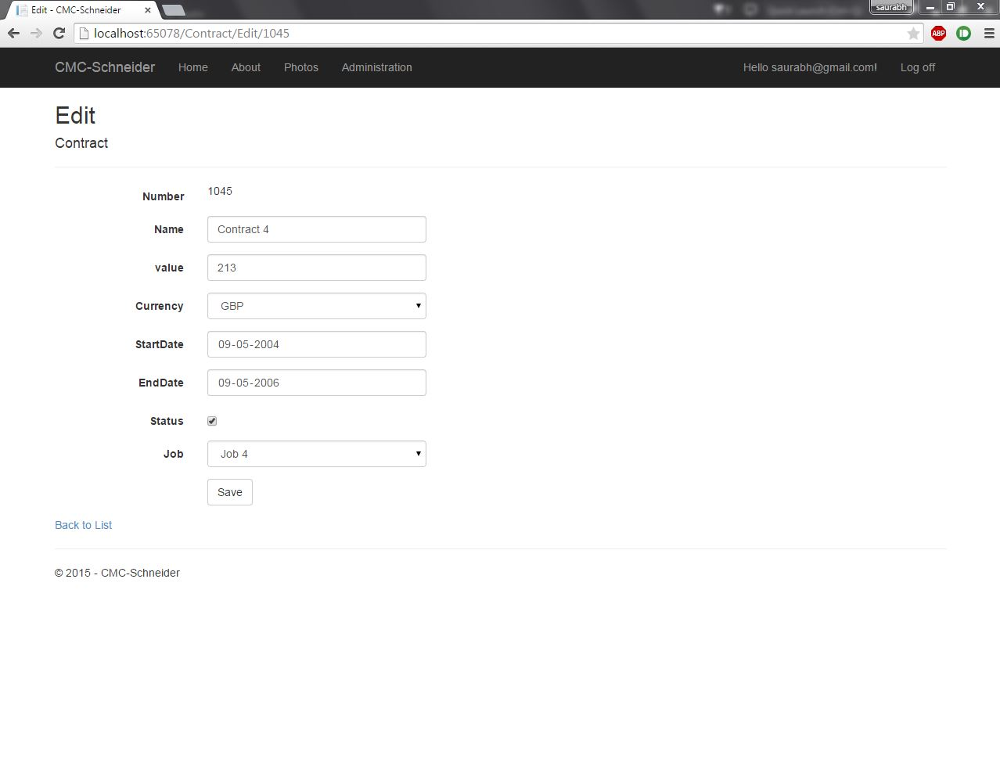 Edit - CMC-Schneider
saurabh
localhost:65078/Contract/Edit/1045
ABP
CMC-Schneider Home About Photos Administration Hello saurabh@gmail.com! Log off
Edit
Contract
Number 1045
Name Contract 4
value 213
Currency GBP
StartDate 09-05-2004
EndDate 09-05-2006
Status
Job Job 4
Save
Back to List
© 2015 - CMC-Schneider